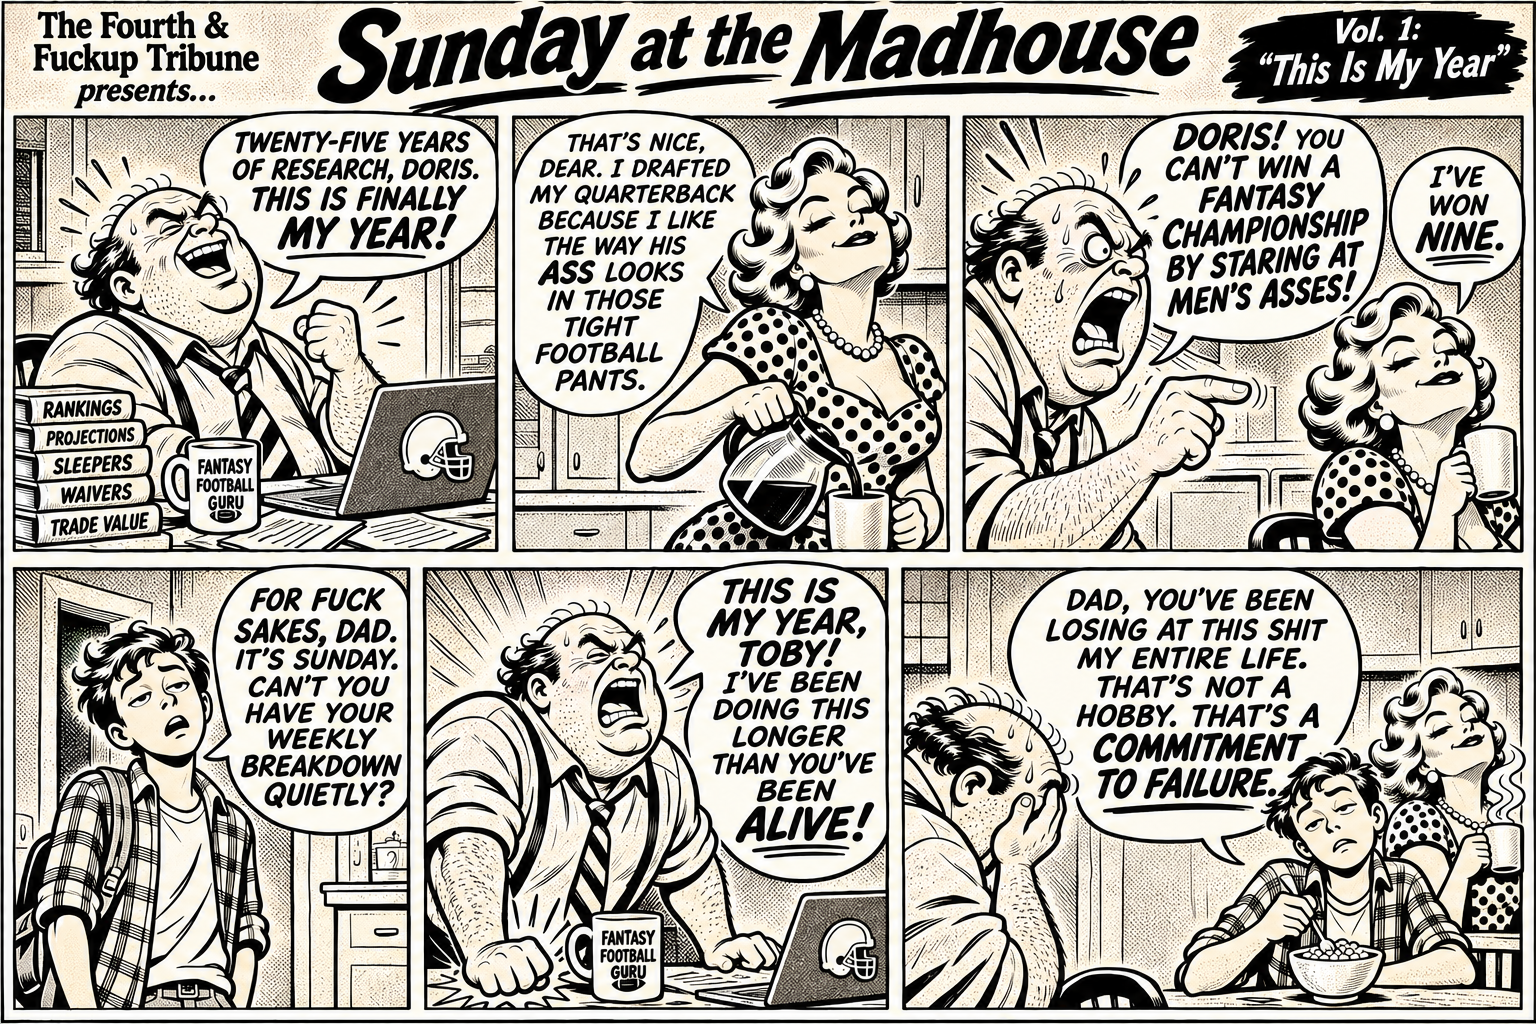 The Fourth &
Fuckup Tribune
presents...
Sunday at the Madhouse
Vol. 1:
"This Is My Year"
TWENTY-FIVE YEARS
OF RESEARCH, DORIS.
THIS IS FINALLY
MY YEAR!
RANKINGS
PROJECTIONS
SLEEPERS
WAIVERS
TRADE VALUE
FANTASY
FOOTBALL
GURU
THAT'S NICE,
DEAR. I DRAFTED
MY QUARTERBACK
BECAUSE I LIKE
THE WAY HIS
ASS LOOKS
IN THOSE
TIGHT
FOOTBALL
PANTS.
DORIS! YOU
CAN'T WIN A
FANTASY
CHAMPIONSHIP
BY STARING AT
MEN'S ASSES!
I'VE
WON
NINE.
FOR FUCK
SAKES, DAD.
IT'S SUNDAY.
CAN'T YOU
HAVE YOUR
WEEKLY
BREAKDOWN
QUIETLY?
THIS IS
MY YEAR,
TOBY!
I'VE BEEN
DOING THIS
LONGER
THAN YOU'VE
BEEN
ALIVE!
FANTASY
FOOTBALL
GURU
DAD, YOU'VE BEEN
LOSING AT THIS SHIT
MY ENTIRE LIFE.
THAT'S NOT A
HOBBY. THAT'S A
COMMITMENT
TO FAILURE.